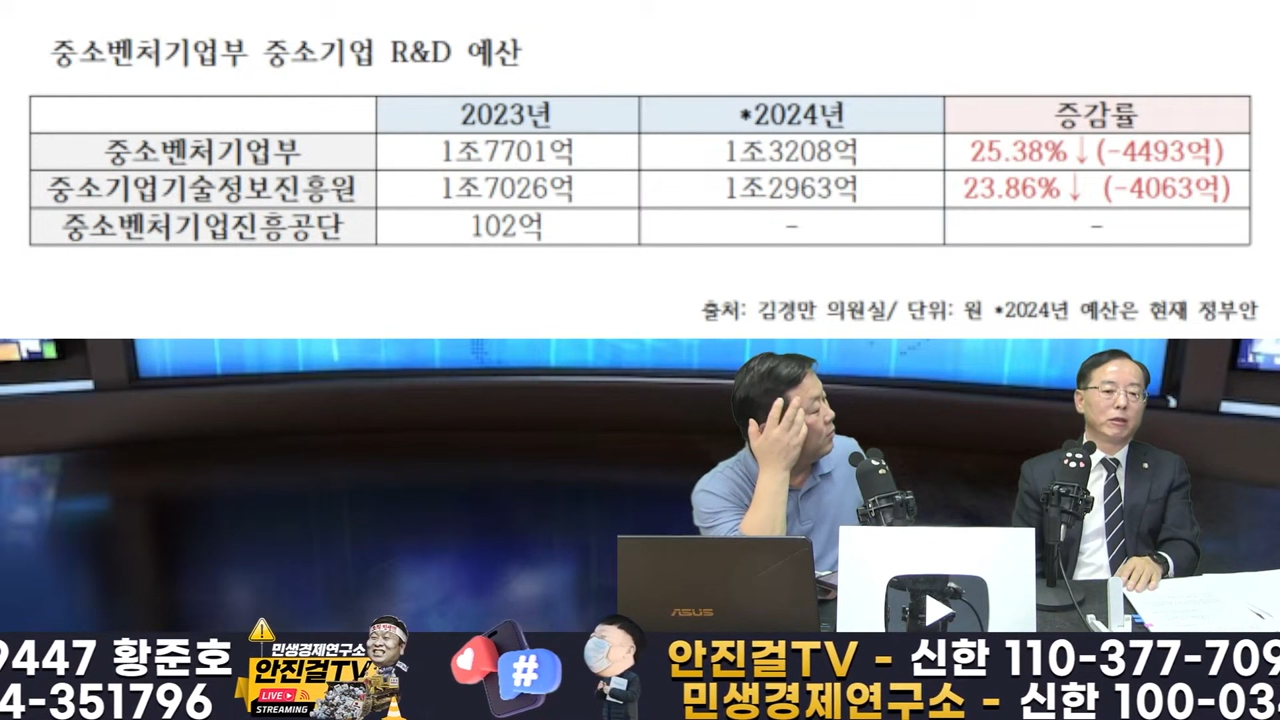 중소벤처기업부 중소기업 R&D 예산
2023년 *2024년 증감률
중소벤처기업부 1조7701억 1조3208억 25.38%↓(-4493억)
중소기업기술정보진흥원 1조7026억 1조2963억 23.86%↓ (-4063억)
중소벤처기업진흥공단 102억 - -
출처: 김경만 의원실/ 단위: 원 *2024년 예산은 현재 정부안
ASUS
9447 황준호
4-351796
민생경제연구소
안진걸TV
LIVE
STREAMING
#
안진걸TV - 신한 110-377-709
민생경제연구소 - 신한 100-03